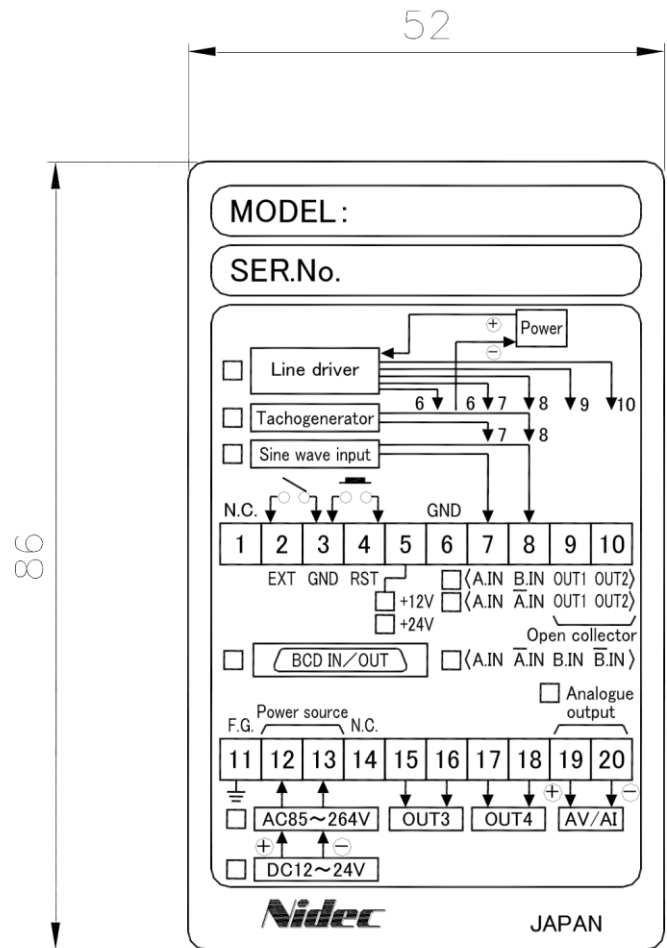 52
86
MODEL:
SER.No.
⊕ Power
⊖
Line driver
6 6 7 8 9 10
Tachogenerator
7 8
Sine wave input
N.C. GND
1 2 3 4 5 6 7 8 9 10
EXT GND RST 〈A.IN B.IN OUT1 OUT2〉
+12V 〈A.IN A̅.IN OUT1 OUT2〉
+24V
Open collector
BCD IN/OUT 〈A.IN A̅.IN B.IN B̅.IN〉
Analogue
output
F.G. Power source N.C.
11 12 13 14 15 16 17 18 19 20
⊕ ⊖
AC85~264V OUT3 OUT4 AV/AI
⊕ ⊖
DC12~24V
Nidec JAPAN